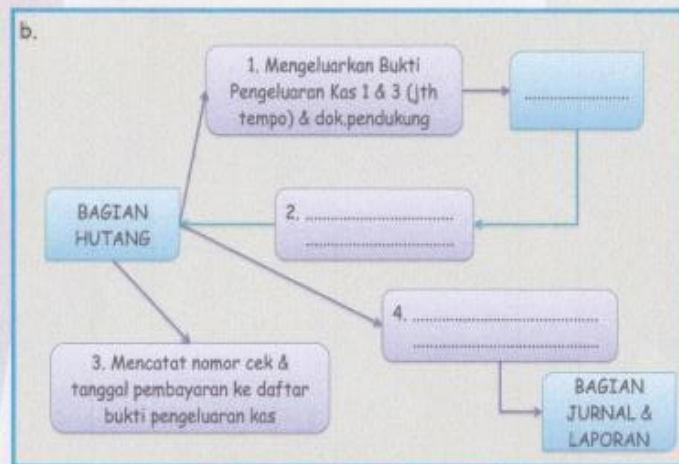 b.
1. Mengeluarkan Bukti
Pengeluaran Kas 1 & 3 (jth
tempo) & dok.pendukung
..............................
BAGIAN
HUTANG
2. ..........................................
..........................................
4. .....................................................
.....................................................
3. Mencatat nomor cek &
tanggal pembayaran ke daftar
bukti pengeluaran kas
BAGIAN
JURNAL &
LAPORAN